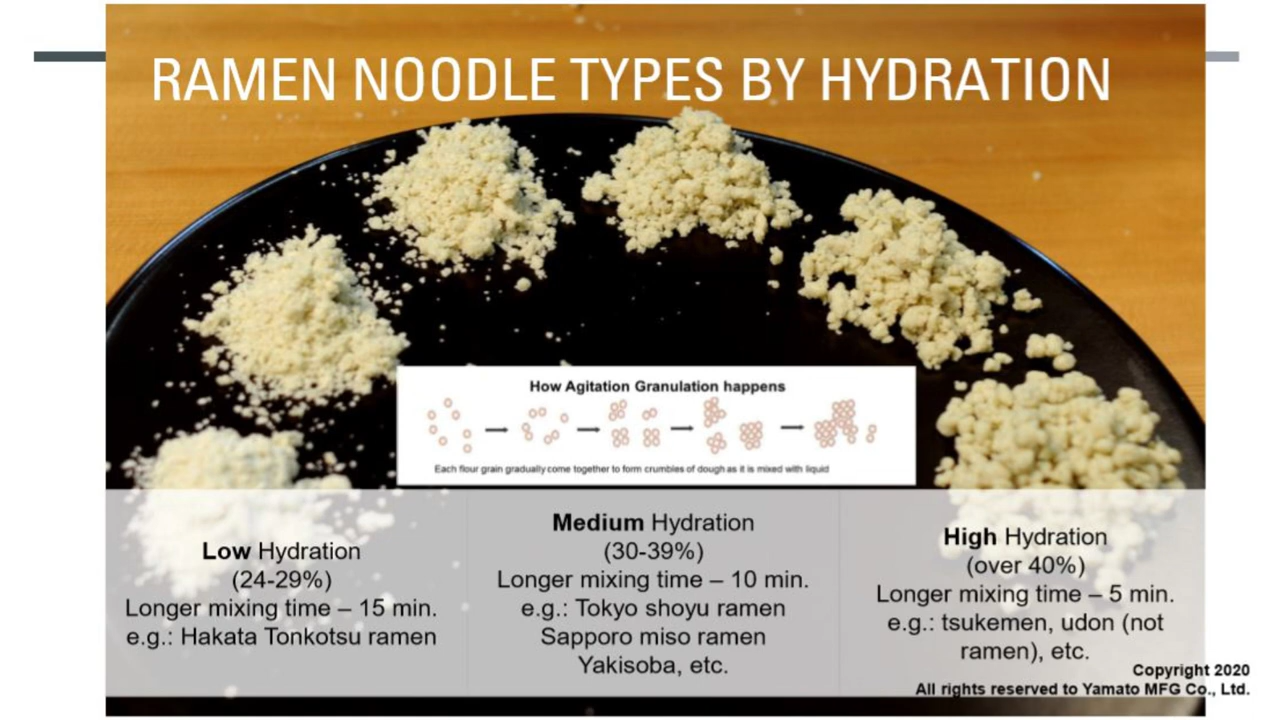 RAMEN NOODLE TYPES BY HYDRATION
How Agitation Granulation happens
Each flour grain gradually come together to form crumbles of dough as it is mixed with liquid
Low Hydration
(24-29%)
Longer mixing time – 15 min.
e.g.: Hakata Tonkotsu ramen
Medium Hydration
(30-39%)
Longer mixing time – 10 min.
e.g.: Tokyo shoyu ramen
Sapporo miso ramen
Yakisoba, etc.
High Hydration
(over 40%)
Longer mixing time – 5 min.
e.g.: tsukemen, udon (not
ramen), etc.
Copyright 2020
All rights reserved to Yamato MFG Co., Ltd.